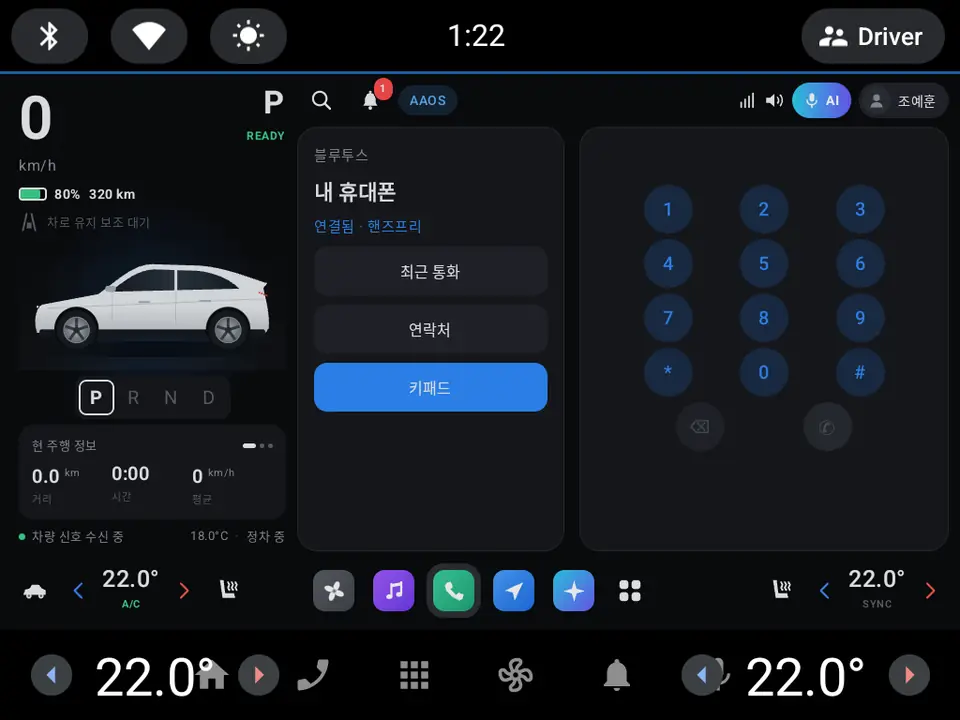 1:22
Driver
0
P
READY
km/h
80% 320 km
차로 유지 보조 대기
P R N D
현 주행 정보
0.0 km
거리
0:00
시간
0 km/h
평균
차량 신호 수신 중
18.0°C · 정차 중
1
AAOS
AI
조예훈
블루투스
내 휴대폰
연결됨 · 핸즈프리
최근 통화
연락처
키패드
1 2 3
4 5 6
7 8 9
* 0 #
22.0°
A/C
22.0°
SYNC
22.0°
22.0°